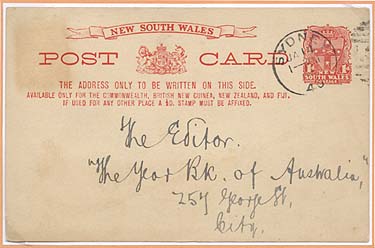 NEW SOUTH WALES
POST CARD
THE ADDRESS ONLY TO BE WRITTEN ON THIS SIDE.
AVAILABLE ONLY FOR THE COMMONWEALTH, BRITISH NEW GUINEA, NEW ZEALAND, AND FIJI.
IF USED FOR ANY OTHER PLACE A ½D. STAMP MUST BE AFFIXED.
SYDNEY
NEW
SOUTH WALES
The Editor.
"The Year Bk. of Australia,"
257 George St,
City.